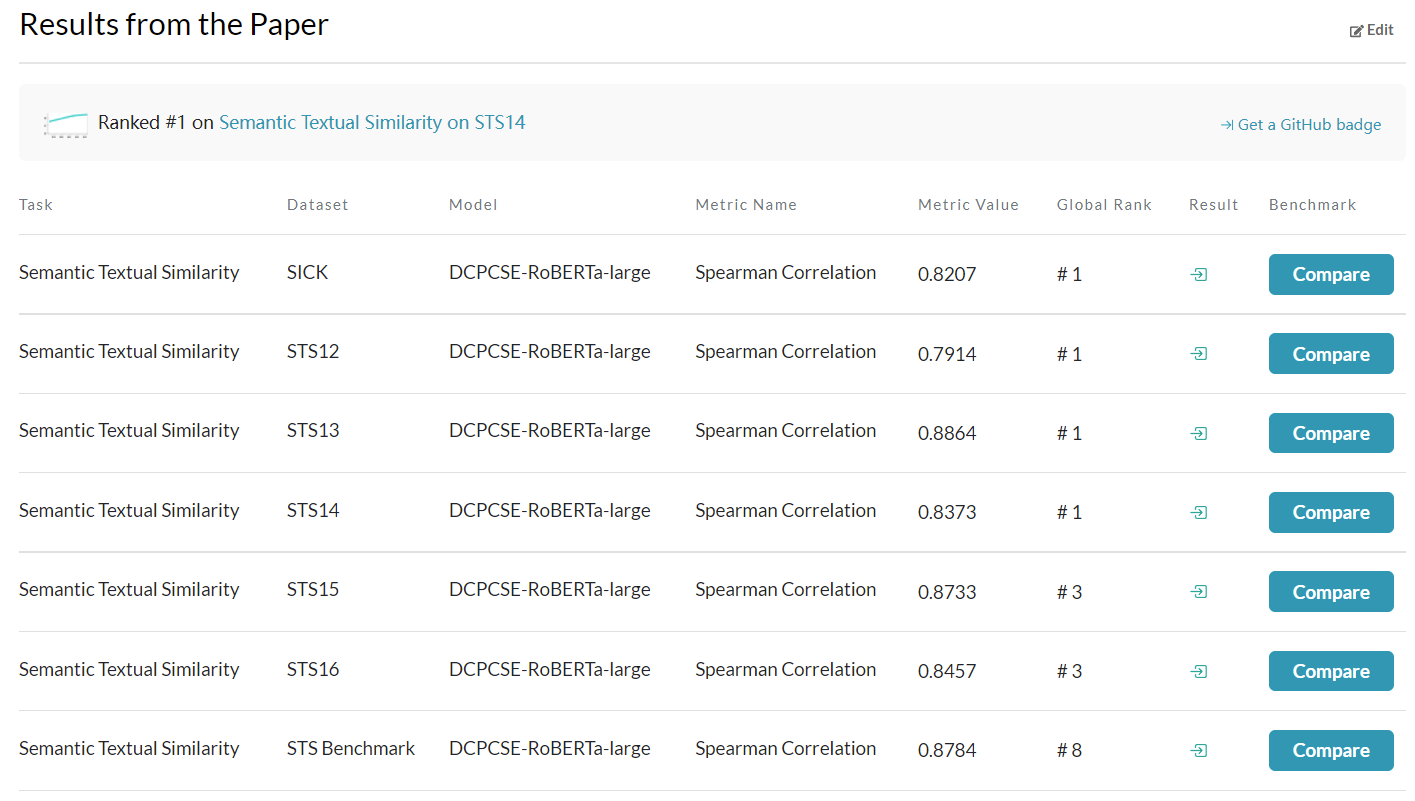 Results from the Paper
Edit
Ranked #1 on Semantic Textual Similarity on STS14
Get a GitHub badge
Task Dataset Model Metric Name Metric Value Global Rank Result Benchmark
Semantic Textual Similarity SICK DCPCSE-RoBERTa-large Spearman Correlation 0.8207 # 1 Compare
Semantic Textual Similarity STS12 DCPCSE-RoBERTa-large Spearman Correlation 0.7914 # 1 Compare
Semantic Textual Similarity STS13 DCPCSE-RoBERTa-large Spearman Correlation 0.8864 # 1 Compare
Semantic Textual Similarity STS14 DCPCSE-RoBERTa-large Spearman Correlation 0.8373 # 1 Compare
Semantic Textual Similarity STS15 DCPCSE-RoBERTa-large Spearman Correlation 0.8733 # 3 Compare
Semantic Textual Similarity STS16 DCPCSE-RoBERTa-large Spearman Correlation 0.8457 # 3 Compare
Semantic Textual Similarity STS Benchmark DCPCSE-RoBERTa-large Spearman Correlation 0.8784 # 8 Compare